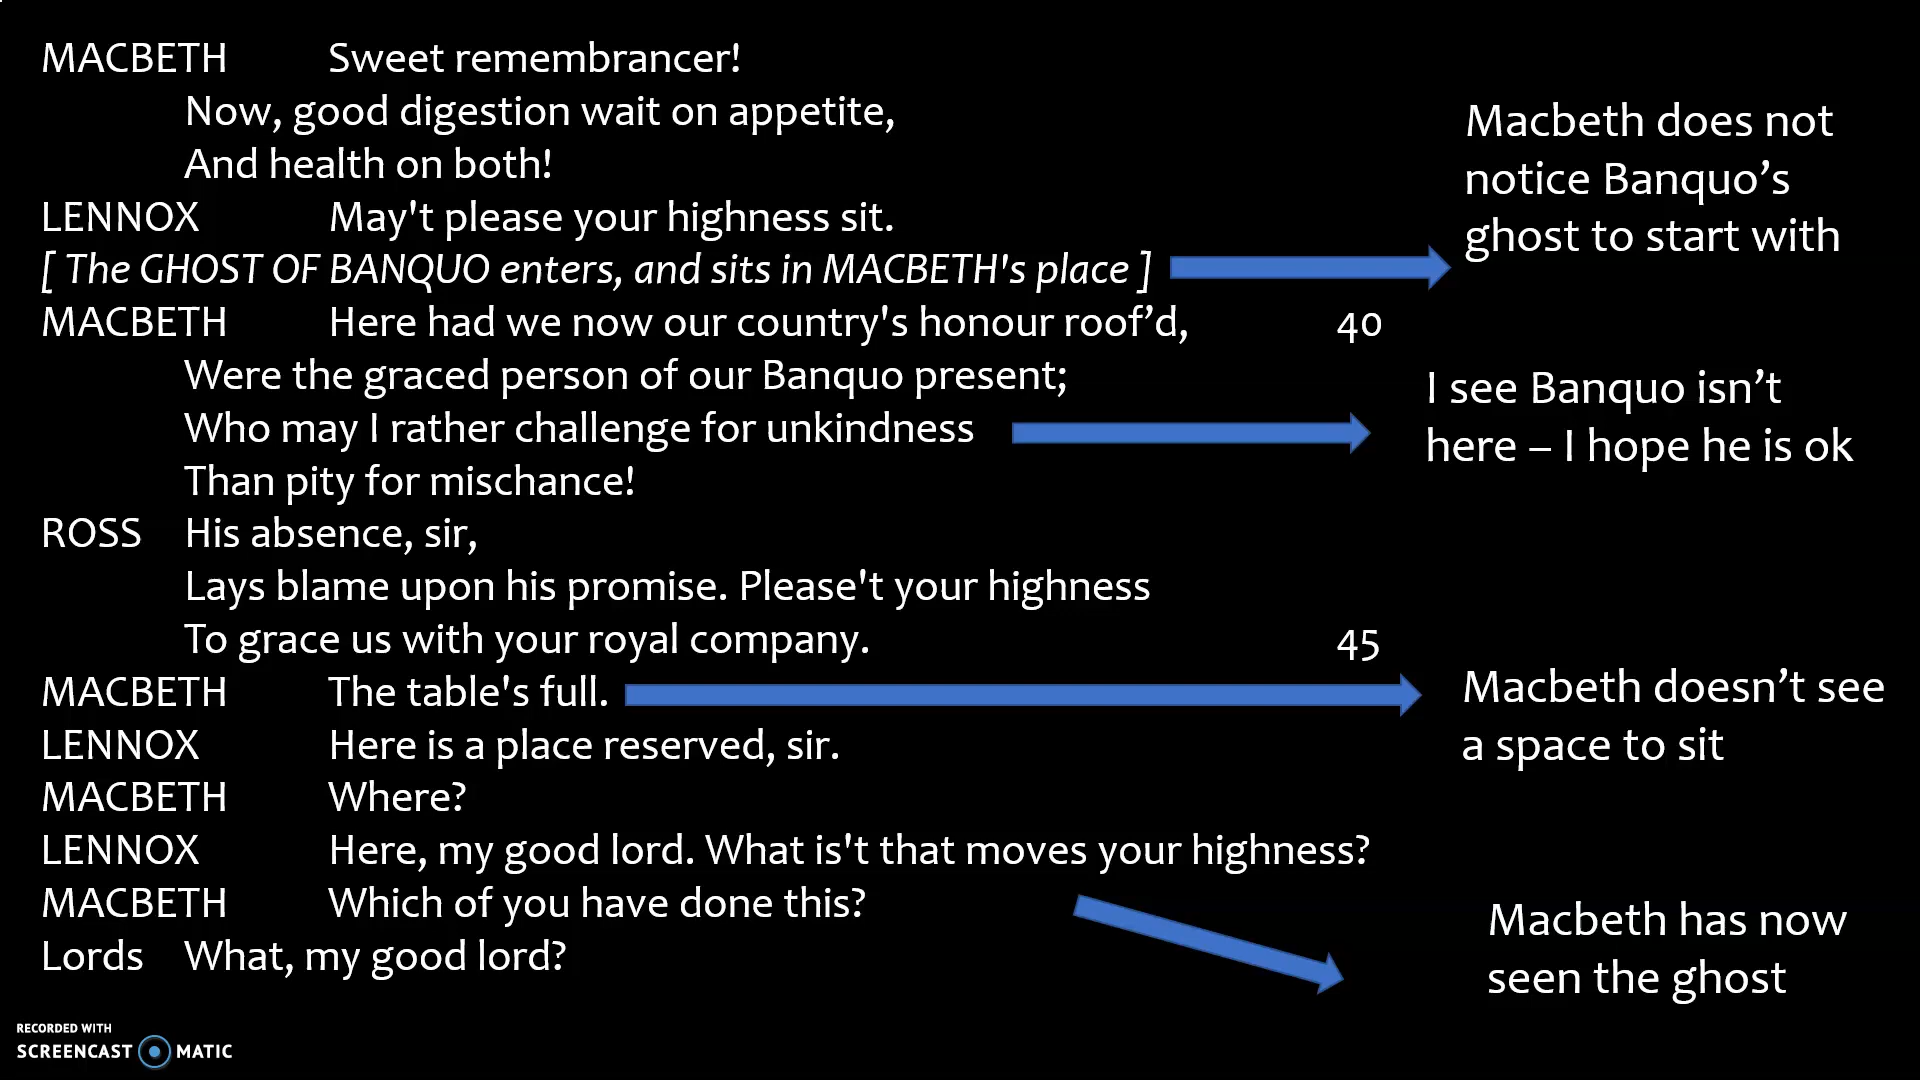 MACBETH Sweet remembrancer!
Now, good digestion wait on appetite,
And health on both!
LENNOX May't please your highness sit.
[ The GHOST OF BANQUO enters, and sits in MACBETH's place ]
MACBETH Here had we now our country's honour roof’d, 40
Were the graced person of our Banquo present;
Who may I rather challenge for unkindness
Than pity for mischance!
ROSS His absence, sir,
Lays blame upon his promise. Please't your highness
To grace us with your royal company. 45
MACBETH The table's full.
LENNOX Here is a place reserved, sir.
MACBETH Where?
LENNOX Here, my good lord. What is't that moves your highness?
MACBETH Which of you have done this?
Lords What, my good lord?
Macbeth does not
notice Banquo’s
ghost to start with
I see Banquo isn’t
here – I hope he is ok
Macbeth doesn’t see
a space to sit
Macbeth has now
seen the ghost
RECORDED WITH
SCREENCAST MATIC